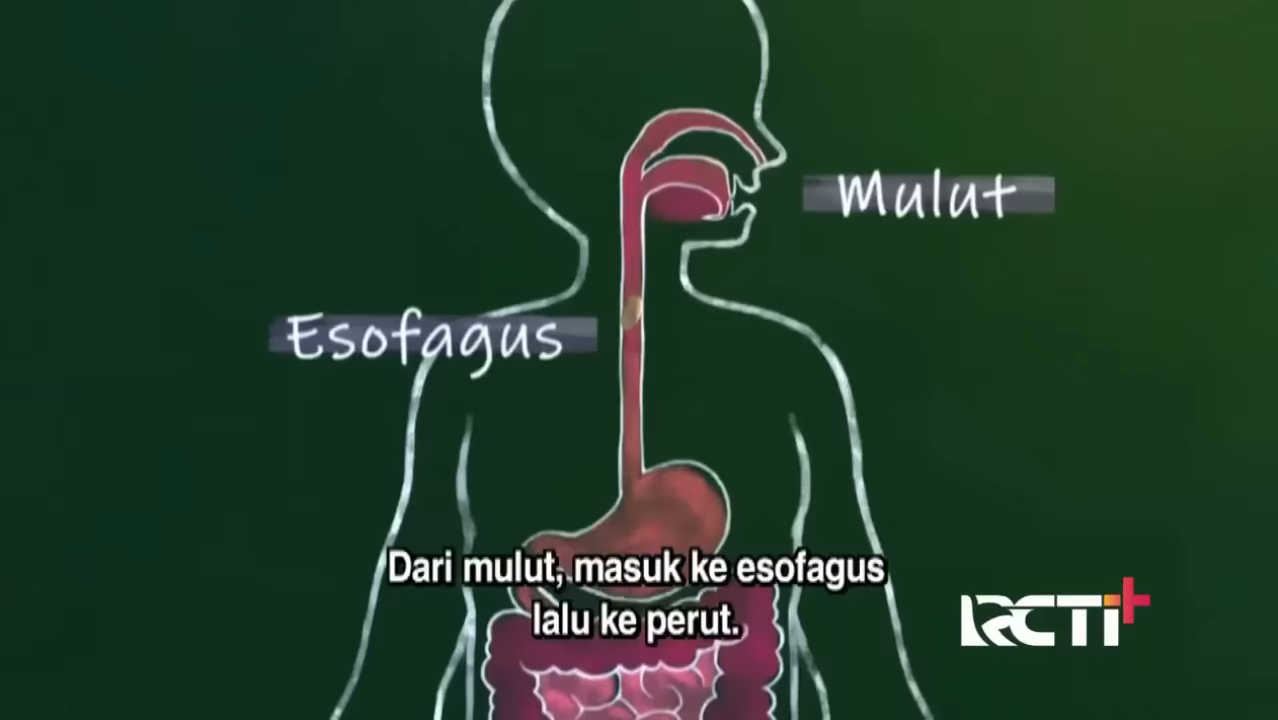 Mulut
Esofagus
Dari mulut, masuk ke esofagus
lalu ke perut.
RCTI+